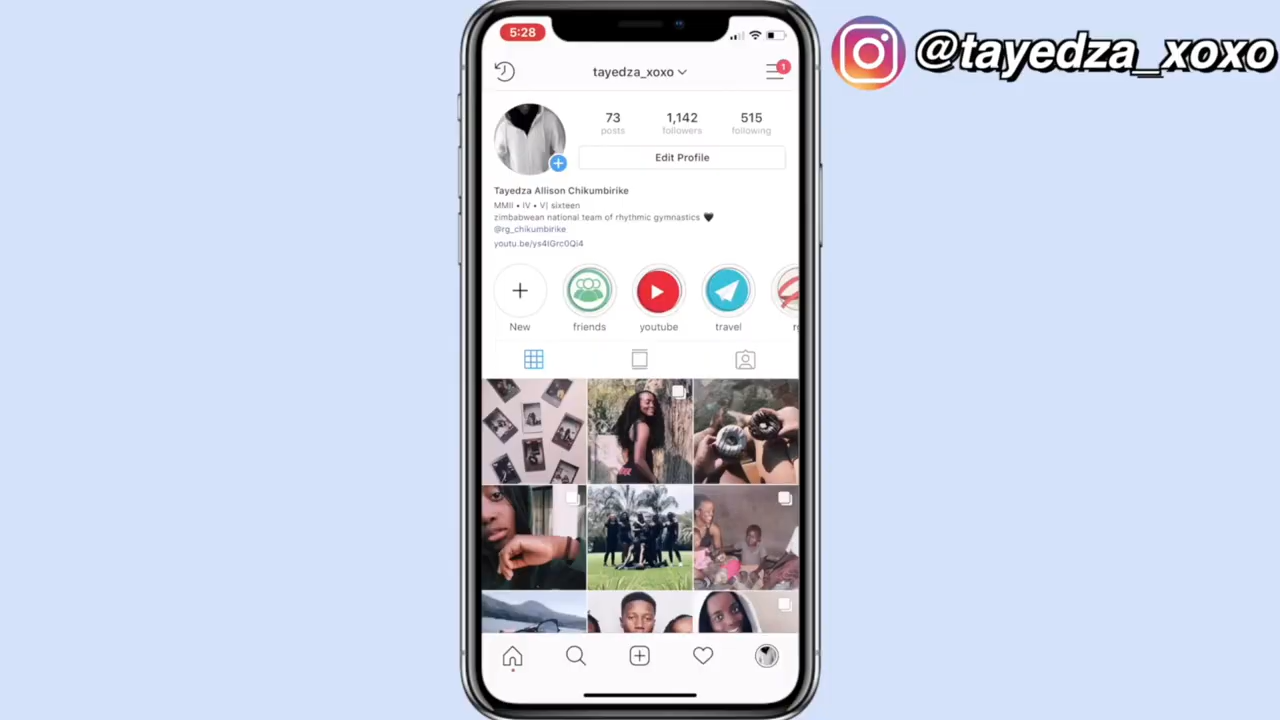 @tayedza_xoxo
5:28
tayedza_xoxo
1
73 1,142 515
posts followers following
Edit Profile
Tayedza Allison Chikumbirike
MMII • IV • V| sixteen
zimbabwean national team of rhythmic gymnastics 🖤
@rg_chikumbirike
youtu.be/ys4IGrc0Qi4
New friends youtube travel